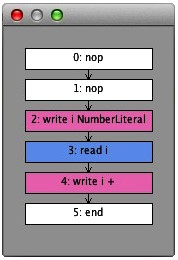 0: nop
1: nop
2: write i NumberLiteral
3: read i
4: write i +
5: end